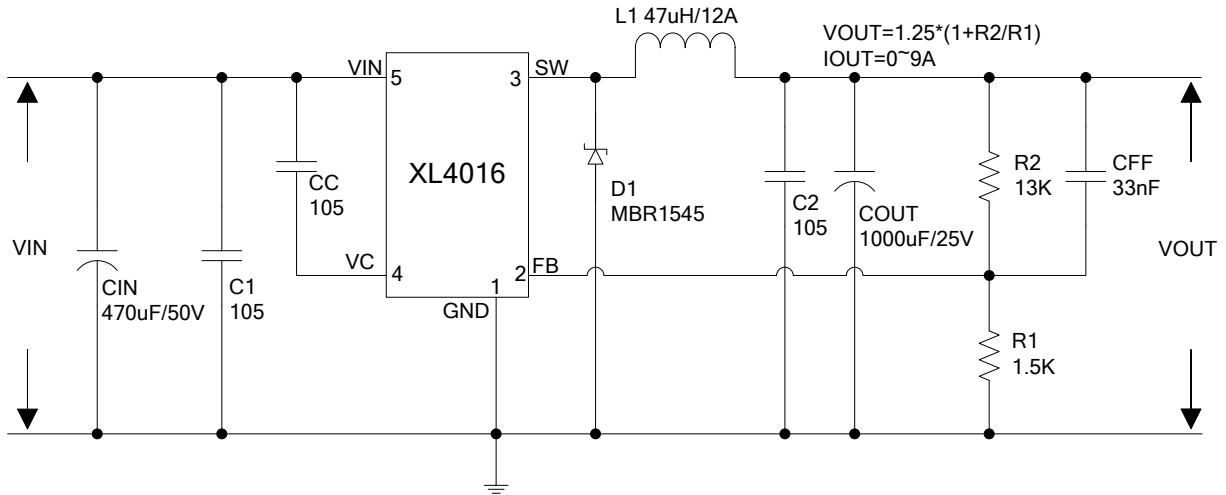 L1 47uH/12A
VOUT=1.25*(1+R2/R1)
IOUT=0~9A
VIN
5
3
SW
XL4016
CC
105
VC
4
2
FB
1
GND
VIN
CIN
470uF/50V
C1
105
D1
MBR1545
C2
105
COUT
1000uF/25V
R2
13K
CFF
33nF
VOUT
R1
1.5K